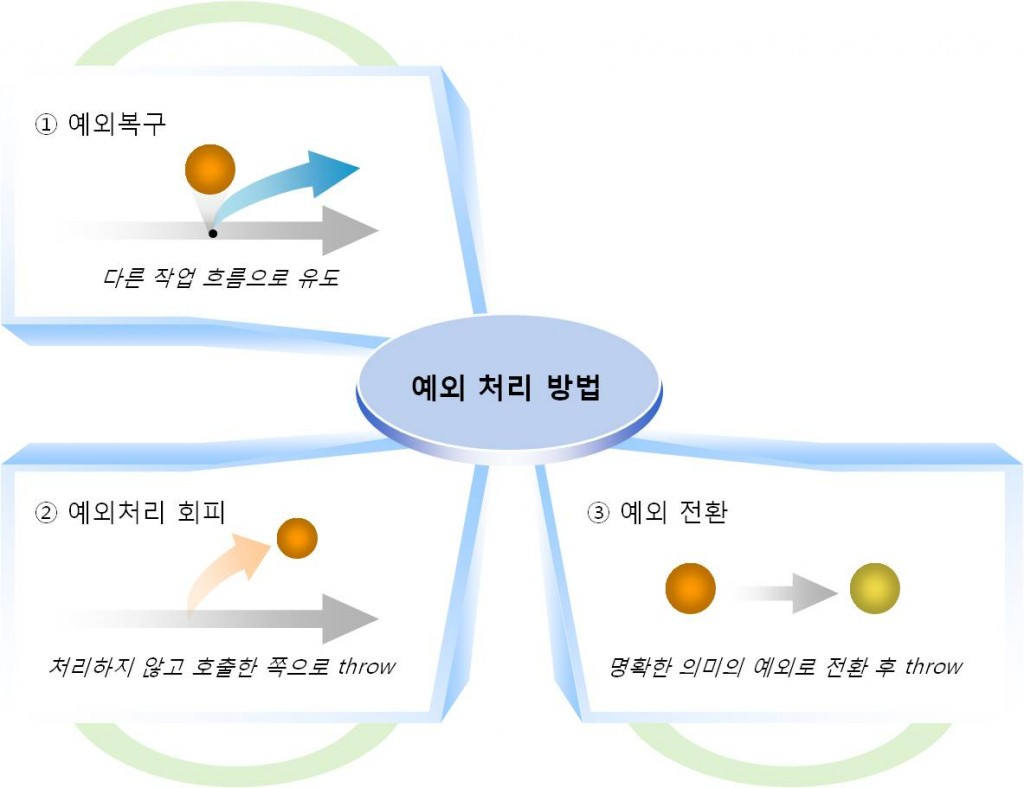 ① 예외복구
다른 작업 흐름으로 유도
예외 처리 방법
② 예외처리 회피
처리하지 않고 호출한 쪽으로 throw
③ 예외 전환
명확한 의미의 예외로 전환 후 throw